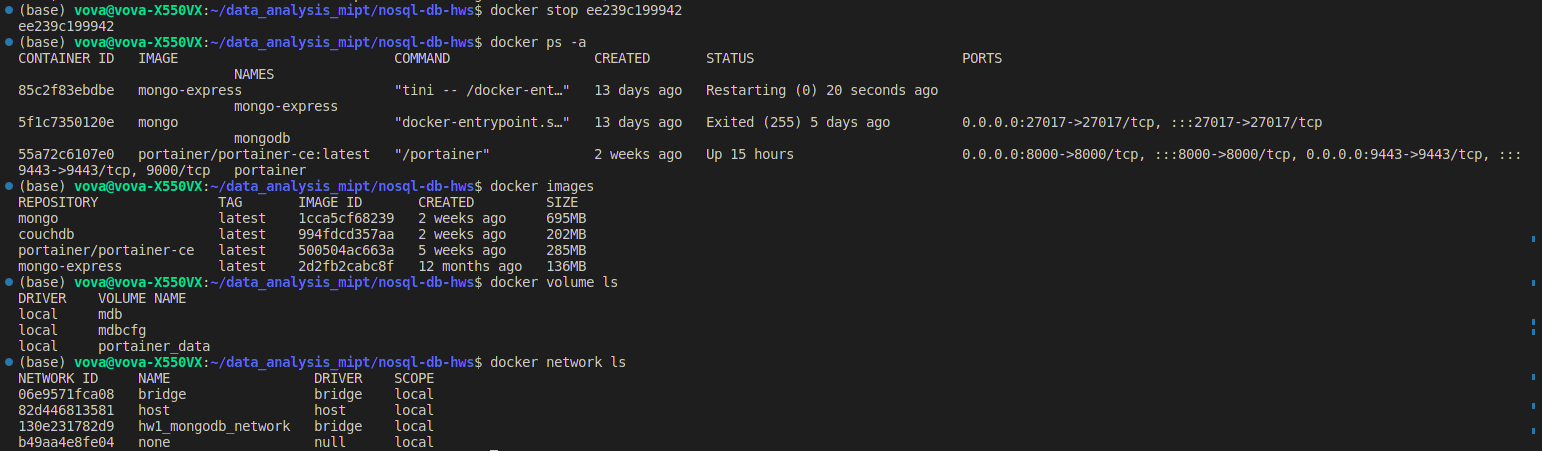 (base) vova@vova-X550VX:~/data_analysis_mipt/nosql-db-hws$ docker stop ee239c199942
ee239c199942
(base) vova@vova-X550VX:~/data_analysis_mipt/nosql-db-hws$ docker ps -a
CONTAINER ID   IMAGE                           COMMAND                  CREATED       STATUS                          PORTS
                           NAMES
85c2f83ebdbe   mongo-express                   "tini -- /docker-ent…"   13 days ago   Restarting (0) 20 seconds ago
                           mongo-express
5f1c7350120e   mongo                           "docker-entrypoint.s…"   13 days ago   Exited (255) 5 days ago         0.0.0.0:27017->27017/tcp, :::27017->27017/tcp
                           mongodb
55a72c6107e0   portainer/portainer-ce:latest   "/portainer"             2 weeks ago   Up 15 hours                     0.0.0.0:8000->8000/tcp, :::8000->8000/tcp, 0.0.0.0:9443->9443/tcp, :::
9443->9443/tcp, 9000/tcp   portainer
(base) vova@vova-X550VX:~/data_analysis_mipt/nosql-db-hws$ docker images
REPOSITORY               TAG       IMAGE ID       CREATED         SIZE
mongo                    latest    1cca5cf68239   2 weeks ago     695MB
couchdb                  latest    994fdcd357aa   2 weeks ago     202MB
portainer/portainer-ce   latest    500504ac663a   5 weeks ago     285MB
mongo-express            latest    2d2fb2cabc8f   12 months ago   136MB
(base) vova@vova-X550VX:~/data_analysis_mipt/nosql-db-hws$ docker volume ls
DRIVER    VOLUME NAME
local     mdb
local     mdbcfg
local     portainer_data
(base) vova@vova-X550VX:~/data_analysis_mipt/nosql-db-hws$ docker network ls
NETWORK ID     NAME                  DRIVER    SCOPE
06e9571fca08   bridge                bridge    local
82d446813581   host                  host      local
130e231782d9   hw1_mongodb_network   bridge    local
b49aa4e8fe04   none                  null      local